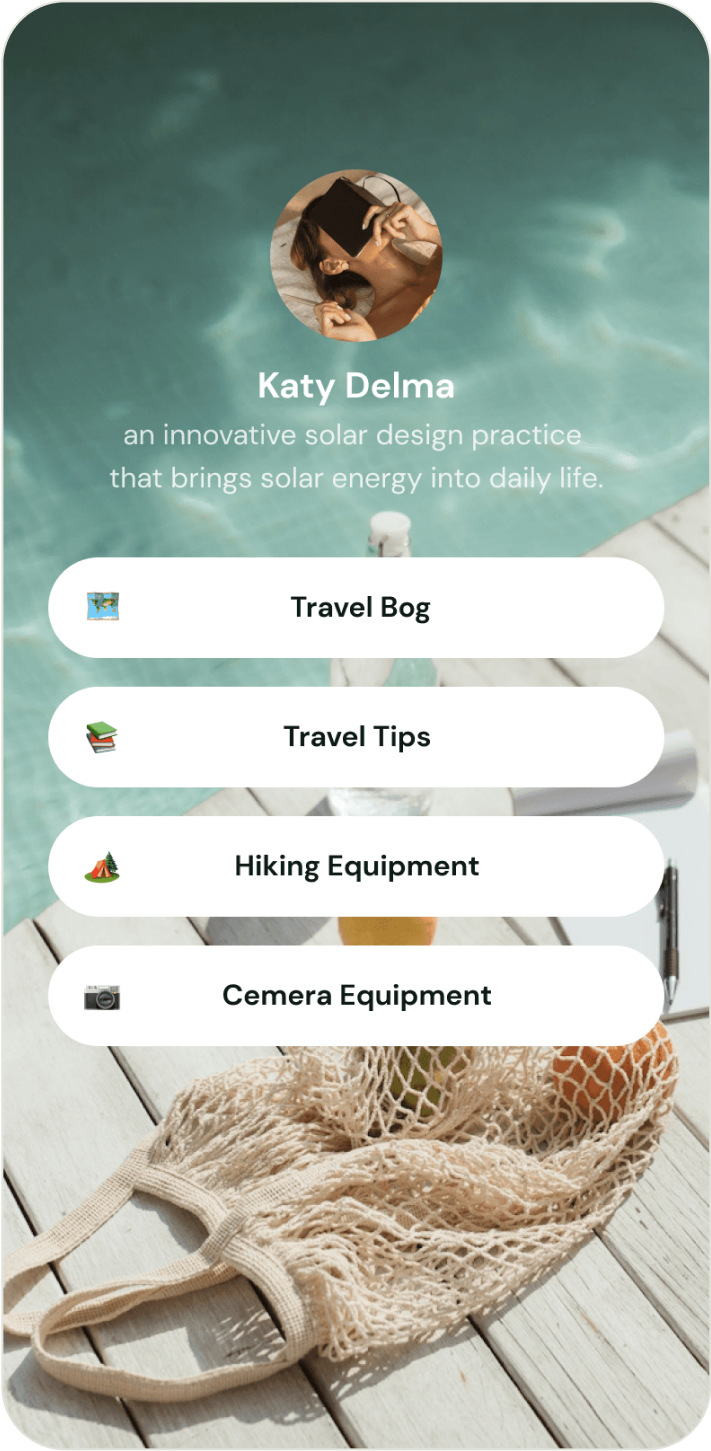 Katy Delma
an innovative solar design practice
that brings solar energy into daily life.
Travel Bog
Travel Tips
Hiking Equipment
Cemera Equipment